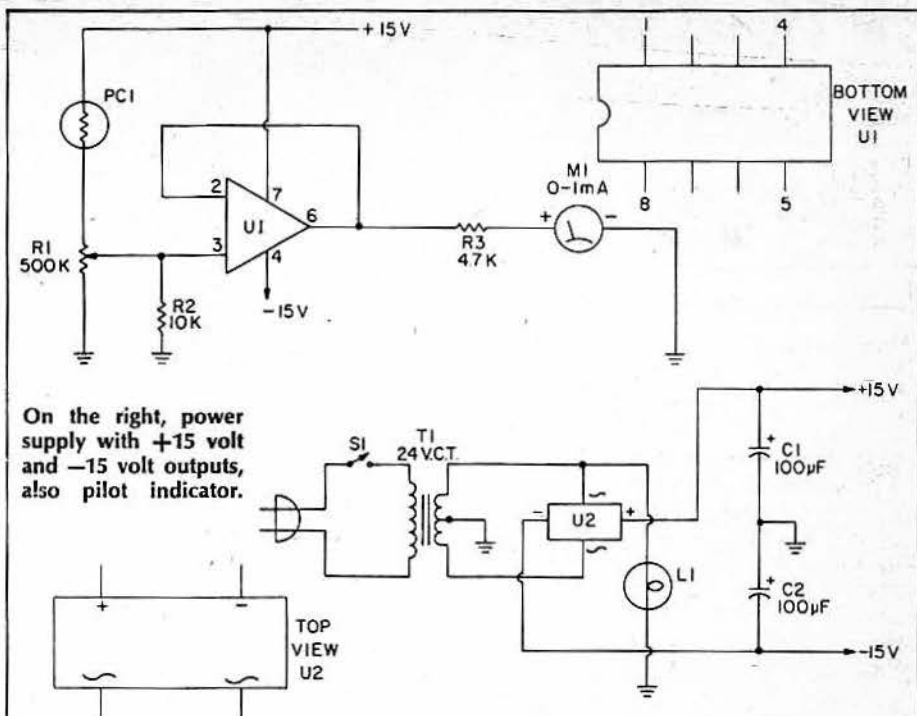 +15V
1 4
PC1
BOTTOM
VIEW
U1
2
7
U1
6
3
4
M1
0-1mA
+ -
8 5
R1
500K
R3
4.7K
R2
10K
-15V
On the right, power
supply with +15 volt
and -15 volt outputs,
also pilot indicator.
S1
T1
24 V.C.T.
+15V
+
C1
100µF
- U2 +
L1
+
C2
100µF
-15V
+ -
TOP
VIEW
U2